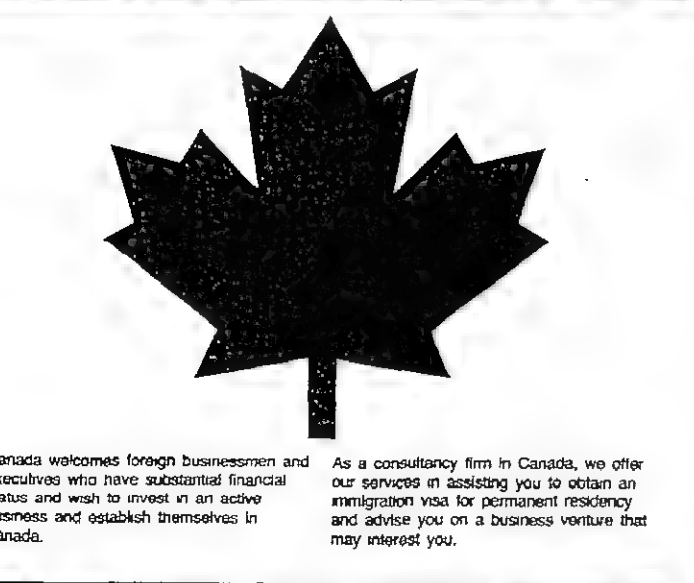 anada welcomes foreign businessmen and
xecutives who have substantial financial
atus and wish to invest in an active
usiness and establish themselves in
anada.
As a consultancy firm in Canada, we offer
our services in assisting you to obtain an
immigration visa for permanent residency
and advise you on a business venture that
may interest you.